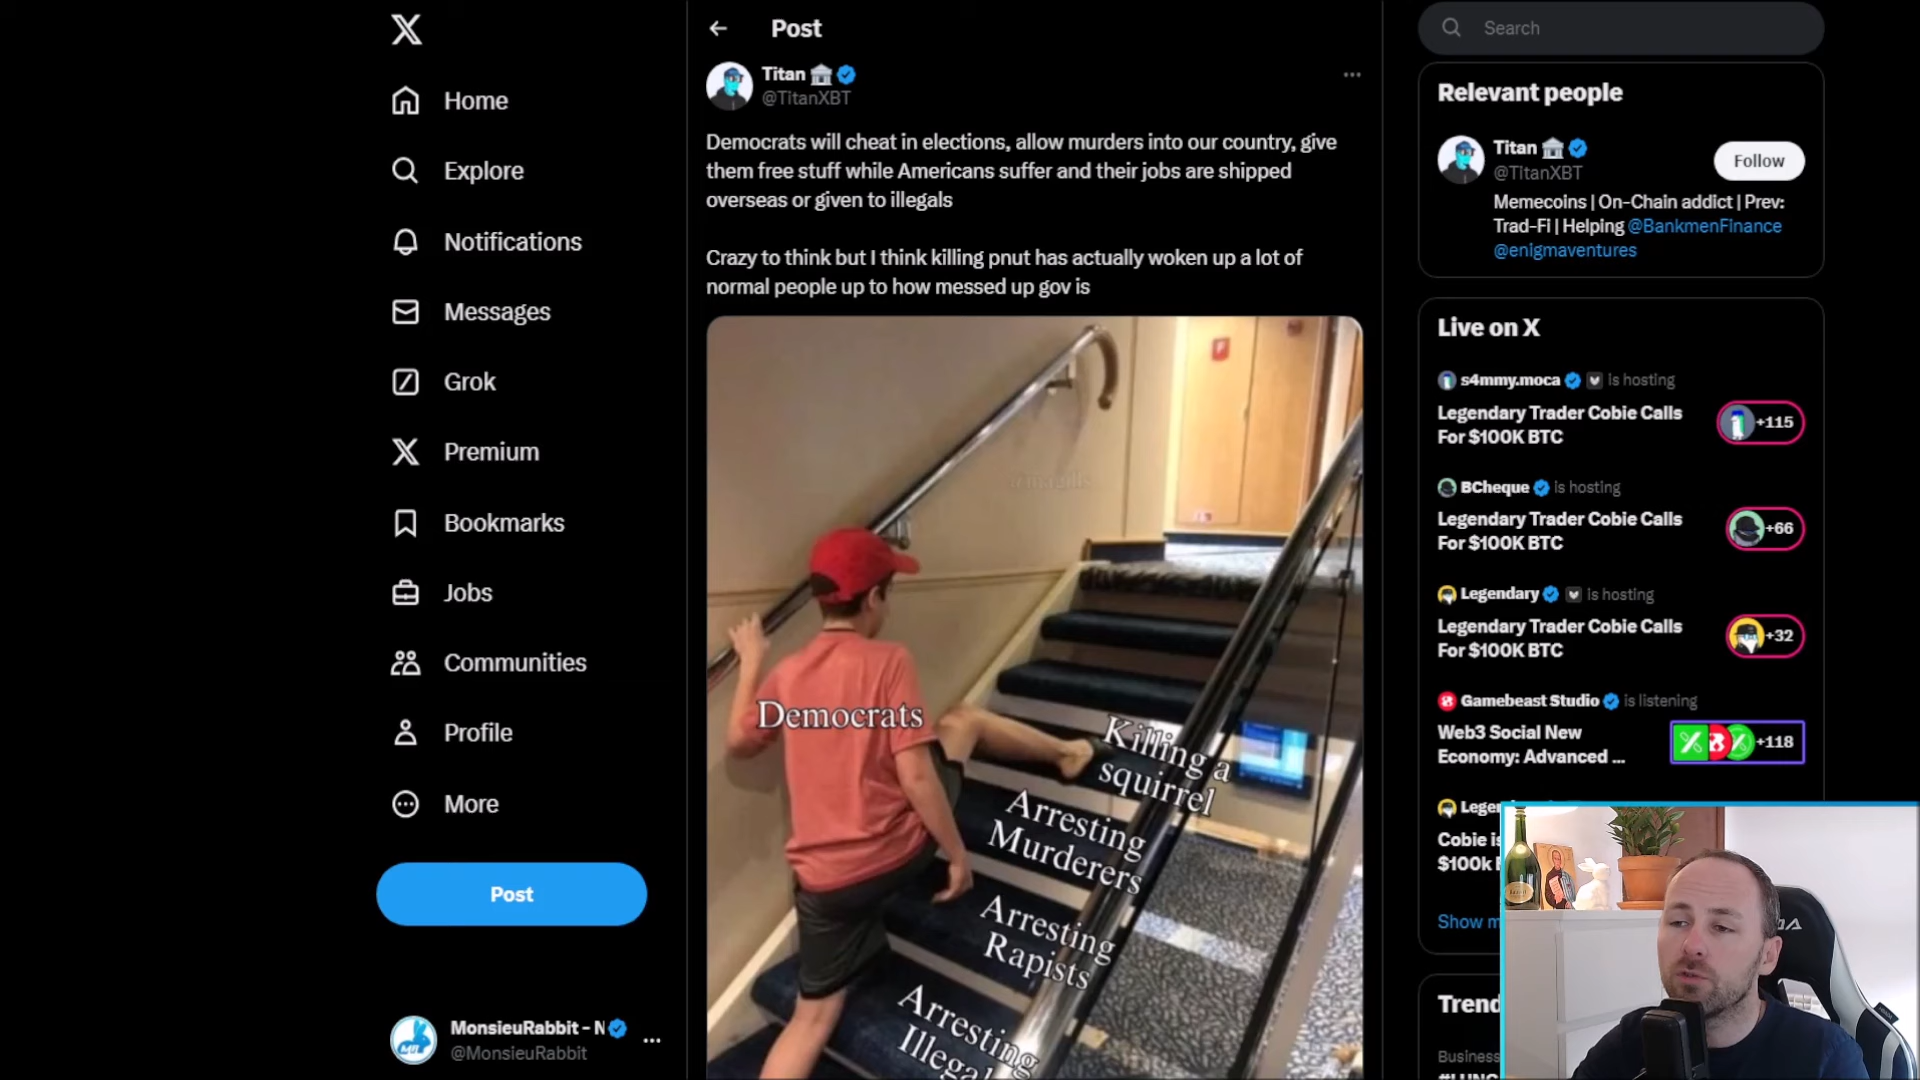 Home
Explore
Notifications
Messages
Grok
Premium
Bookmarks
Jobs
Communities
Profile
More
Post
MonsieurRabbit - N
@MonsieurRabbit
Post
Titan
@TitanXBT
Democrats will cheat in elections, allow murders into our country, give
them free stuff while Americans suffer and their jobs are shipped
overseas or given to illegals
Crazy to think but I think killing pnut has actually woken up a lot of
normal people up to how messed up gov is
Democrats
Killing a
squirrel
Arresting
Murderers
Arresting
Rapists
Arresting
Illegal
Search
Relevant people
Titan
@TitanXBT
Follow
Memecoins | On-Chain addict | Prev:
Trad-Fi | Helping @BankmenFinance
@enigmaventures
Live on X
s4mmy.moca is hosting
Legendary Trader Cobie Calls
For $100K BTC
+115
BCheque is hosting
Legendary Trader Cobie Calls
For $100K BTC
+66
Legendary is hosting
Legendary Trader Cobie Calls
For $100K BTC
+32
Gamebeast Studio is listening
Web3 Social New
Economy: Advanced ...
+118
Legen
Cobie is
$100k
Show m
Trend
Business